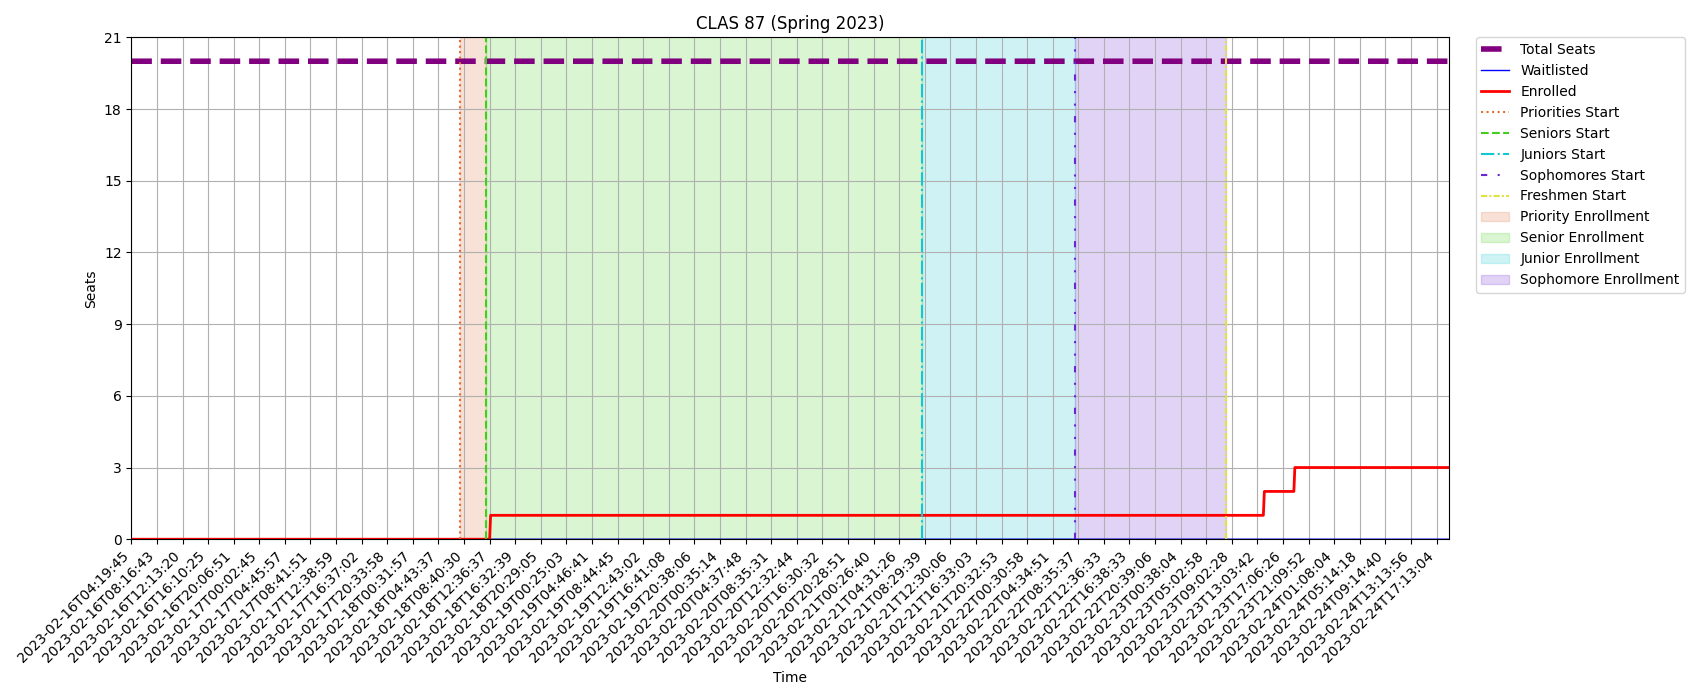 CLAS 87 (Spring 2023)
21
18
15
12
9
6
3
0
Seats
2023-02-16T04:19:45
2023-02-16T08:16:43
2023-02-16T12:13:20
2023-02-16T16:10:25
2023-02-16T20:06:51
2023-02-17T00:02:45
2023-02-17T04:45:57
2023-02-17T08:41:51
2023-02-17T12:38:59
2023-02-17T16:37:02
2023-02-17T20:33:58
2023-02-18T00:31:57
2023-02-18T04:43:37
2023-02-18T08:40:30
2023-02-18T12:36:37
2023-02-18T16:32:39
2023-02-18T20:29:05
2023-02-19T00:25:03
2023-02-19T04:46:41
2023-02-19T08:44:45
2023-02-19T12:43:02
2023-02-19T16:41:08
2023-02-19T20:38:06
2023-02-20T00:35:14
2023-02-20T04:37:48
2023-02-20T08:35:31
2023-02-20T12:32:44
2023-02-20T16:30:32
2023-02-20T20:28:51
2023-02-21T00:26:40
2023-02-21T04:31:26
2023-02-21T08:29:39
2023-02-21T12:30:06
2023-02-21T16:33:03
2023-02-21T20:32:53
2023-02-22T00:30:58
2023-02-22T04:34:51
2023-02-22T08:35:37
2023-02-22T12:36:33
2023-02-22T16:38:33
2023-02-22T20:39:06
2023-02-23T00:38:04
2023-02-23T05:02:58
2023-02-23T09:02:28
2023-02-23T13:03:42
2023-02-23T17:06:26
2023-02-23T21:09:52
2023-02-24T01:08:04
2023-02-24T05:14:18
2023-02-24T09:14:40
2023-02-24T13:13:56
2023-02-24T17:13:04
Time
Total Seats
Waitlisted
Enrolled
Priorities Start
Seniors Start
Juniors Start
Sophomores Start
Freshmen Start
Priority Enrollment
Senior Enrollment
Junior Enrollment
Sophomore Enrollment